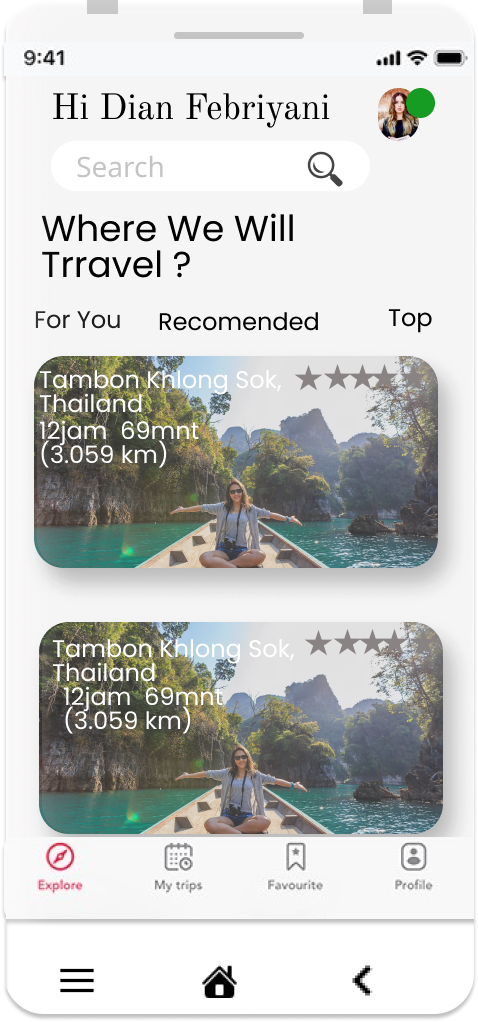 9:41
Hi Dian Febriyani
Search
Where We Will
Trravel ?
For You Recomended Top
Tambon Khlong Sok,
Thailand
12jam 69mnt
(3.059 km)
Tambon Khlong Sok,
Thailand
12jam 69mnt
(3.059 km)
Explore My trips Favourite Profile